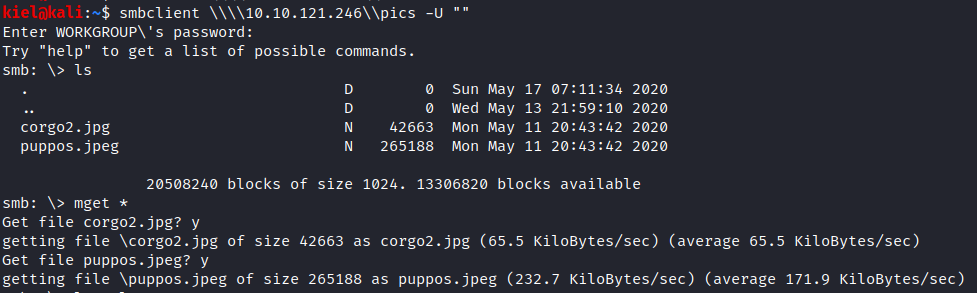 kiel@kali:~$ smbclient \\\\10.10.121.246\\pics -U ""
Enter WORKGROUP\'s password:
Try "help" to get a list of possible commands.
smb: \> ls
  .                                   D        0  Sun May 17 07:11:34 2020
  ..                                  D        0  Wed May 13 21:59:10 2020
  corgo2.jpg                          N    42663  Mon May 11 20:43:42 2020
  puppos.jpeg                         N   265188  Mon May 11 20:43:42 2020
                20508240 blocks of size 1024. 13306820 blocks available
smb: \> mget *
Get file corgo2.jpg? y
getting file \corgo2.jpg of size 42663 as corgo2.jpg (65.5 KiloBytes/sec) (average 65.5 KiloBytes/sec)
Get file puppos.jpeg? y
getting file \puppos.jpeg of size 265188 as puppos.jpeg (232.7 KiloBytes/sec) (average 171.9 KiloBytes/sec)